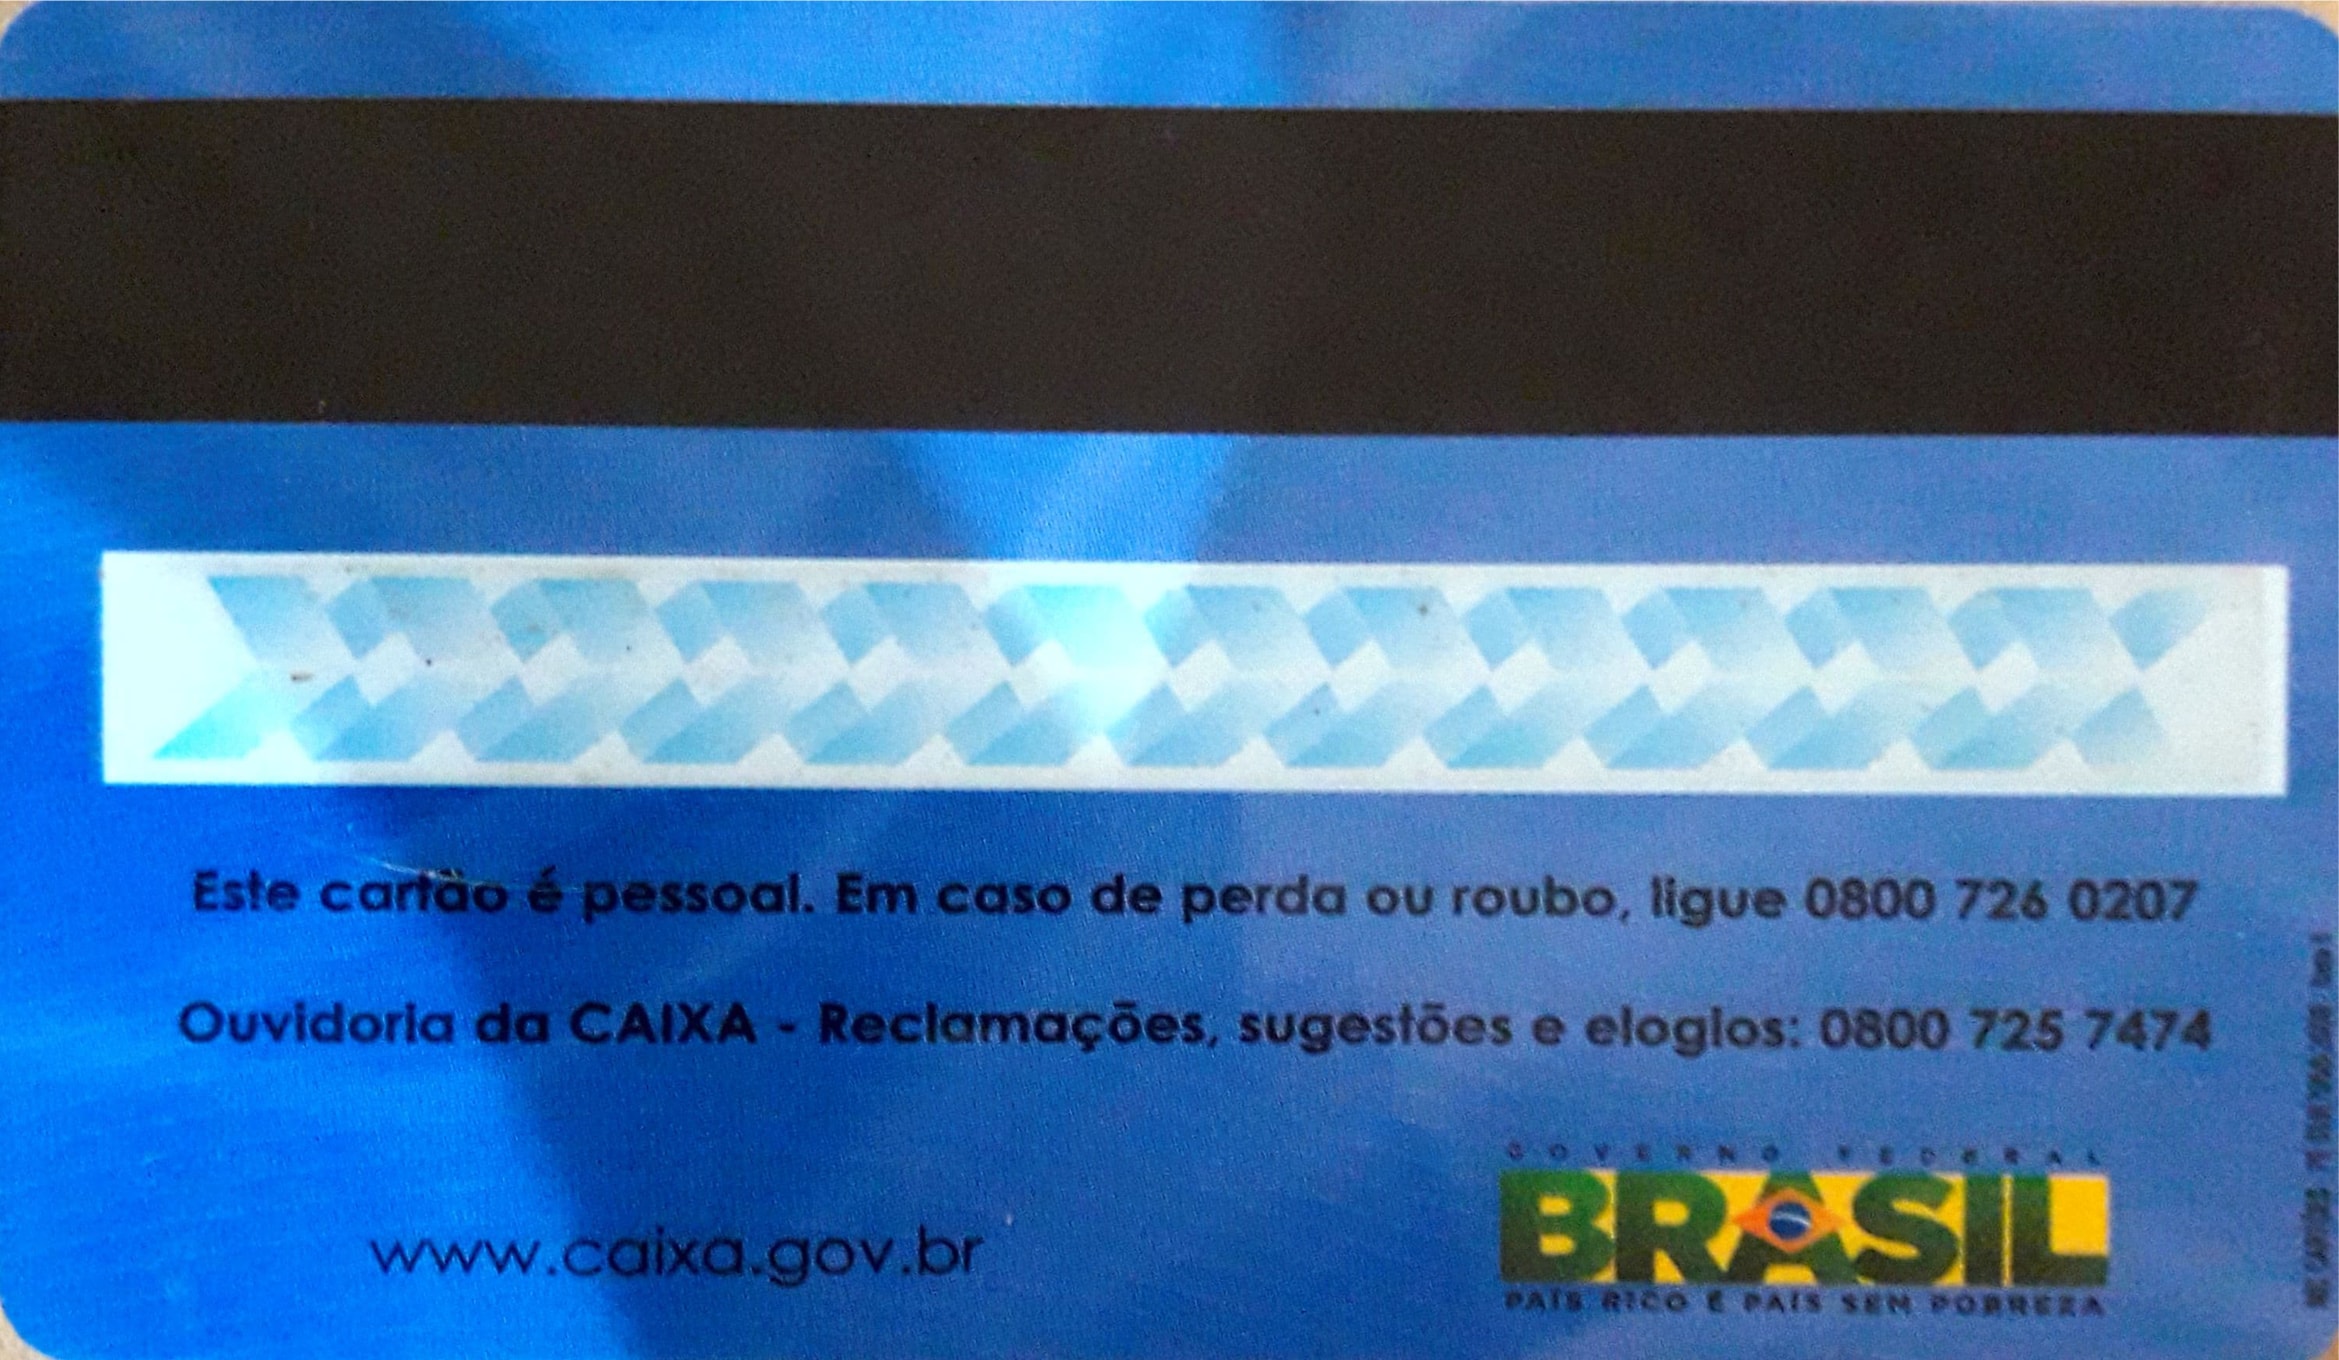 Este cartão é pessoal. Em caso de perda ou roubo, ligue 0800 726 0207
Ouvidoria da CAIXA - Reclamações, sugestões e elogios: 0800 725 7474
www.caixa.gov.br
GOVERNO FEDERAL
BRASIL
PAÍS RICO É PAÍS SEM POBREZA